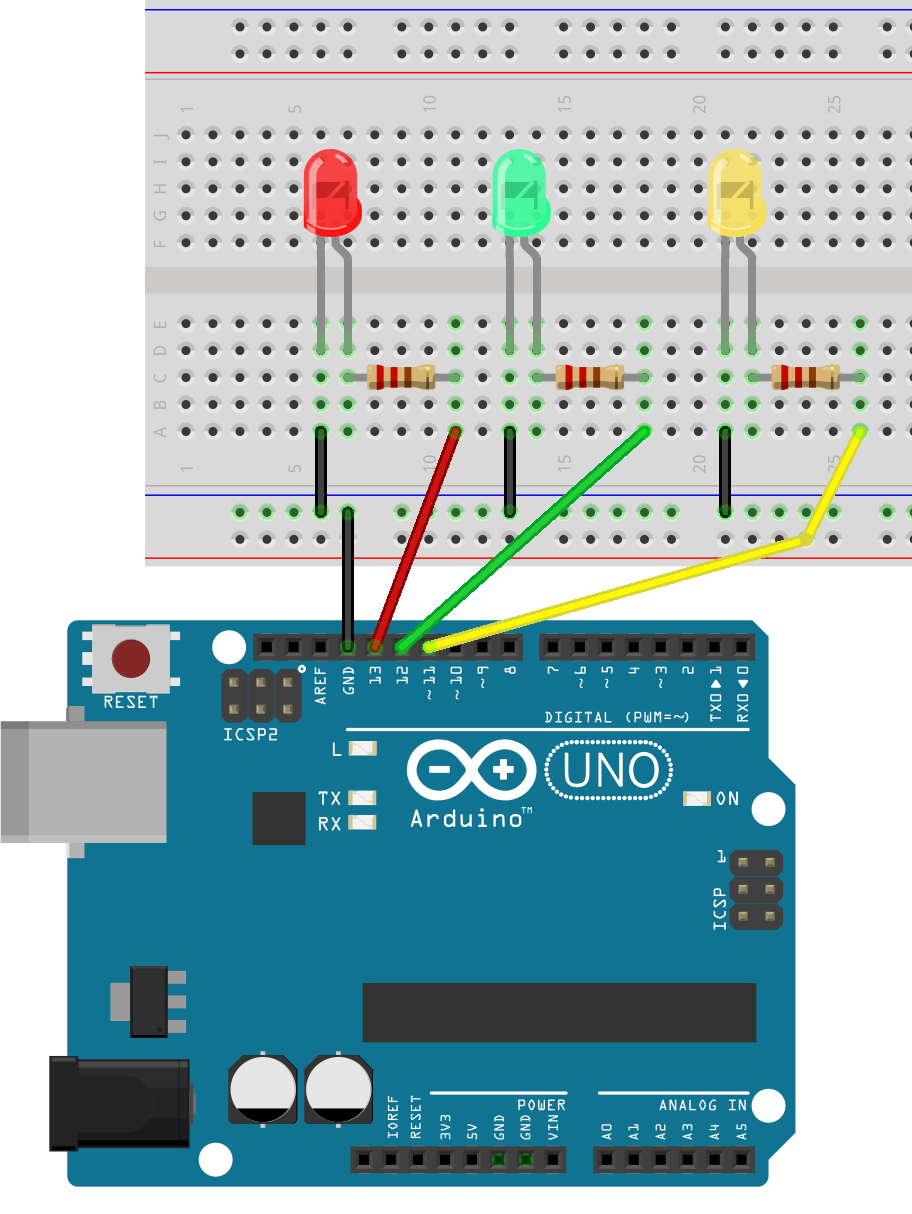 1 5 10 15 20 25
J
I
H
G
F
E
D
C
B
A
1 5 10 15 20 25
RESET
ICSP2
AREF
GND
13
12
~11
~10
~9
8
7
~6
~5
4
~3
2
TX0▶1
RX0◀0
DIGITAL (PWM=~)
L
TX
RX
UNO
Arduino™
ON
1
ICSP
IOREF
RESET
3V3
5V
GND
GND
VIN
POWER
A0
A1
A2
A3
A4
A5
ANALOG IN